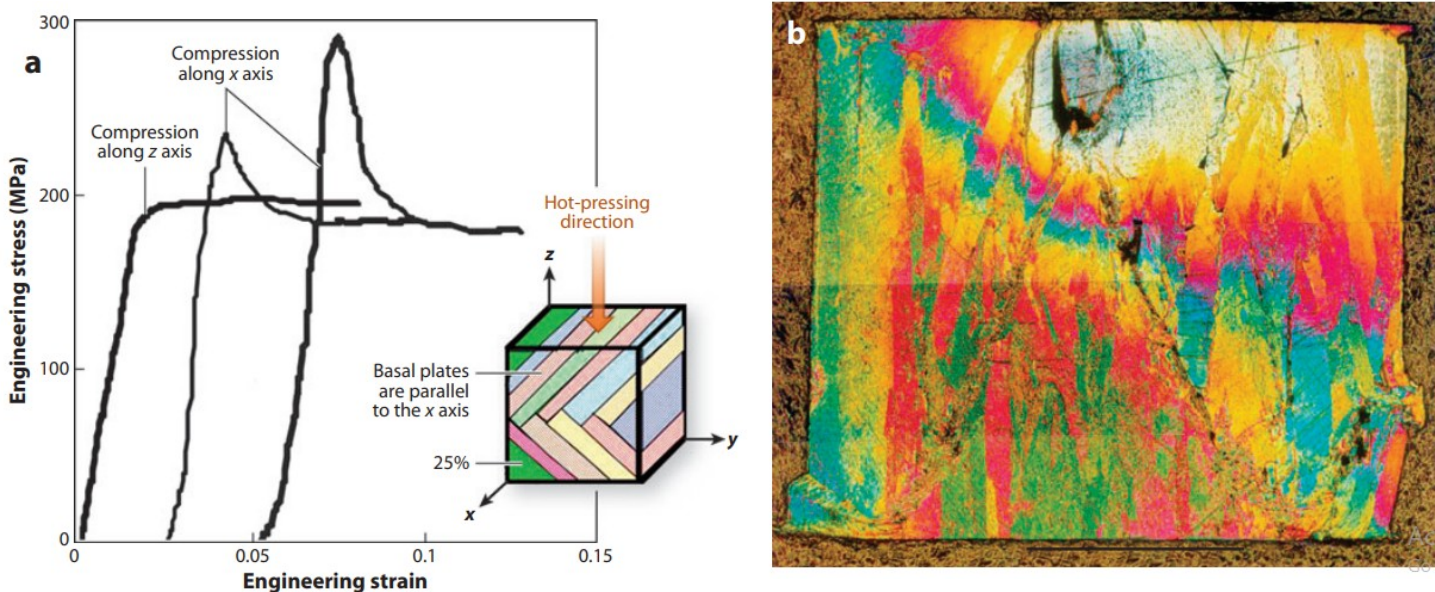 a
300
200
100
0
Engineering stress (MPa)
Compression
along x axis
Compression
along z axis
Hot-pressing
direction
z
Basal plates
are parallel
to the x axis
25%
y
x
0
0.05
0.1
0.15
Engineering strain
b